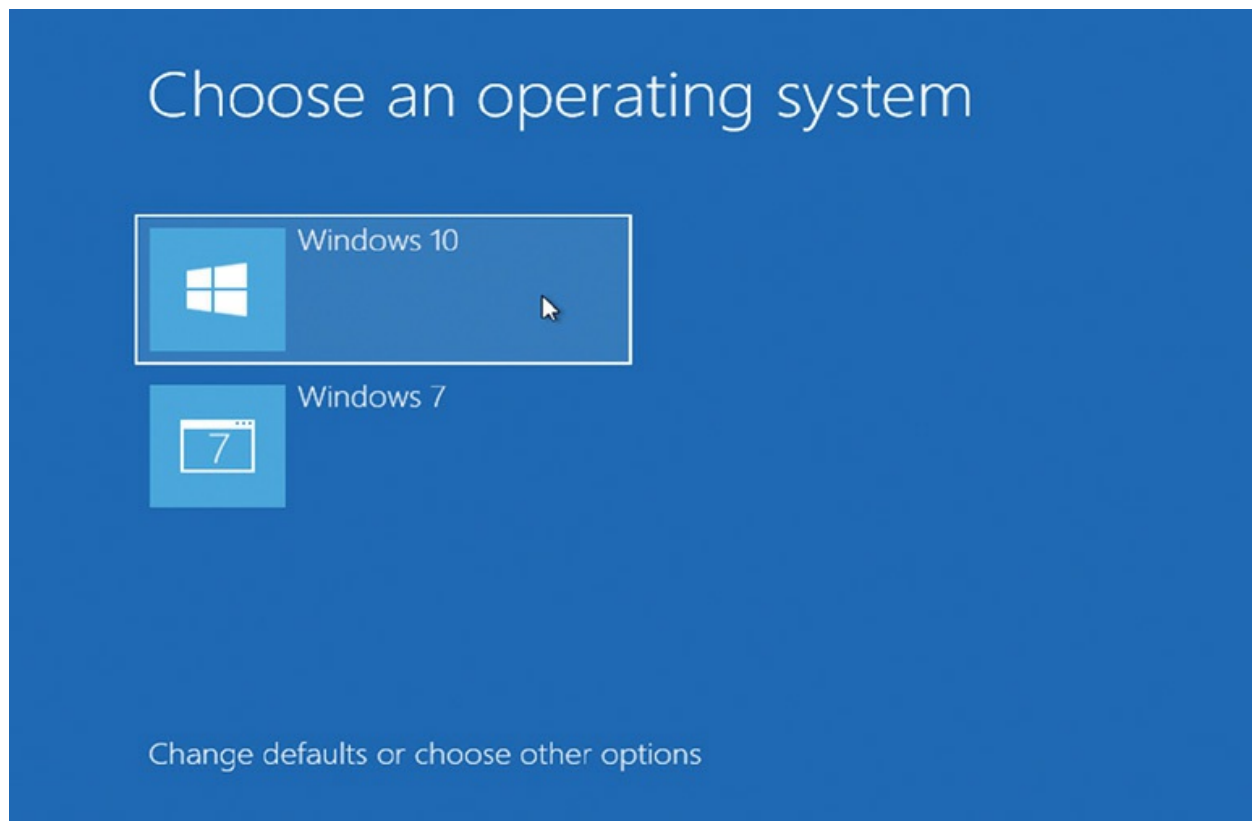 Choose an operating system
Windows 10
Windows 7
7
Change defaults or choose other options